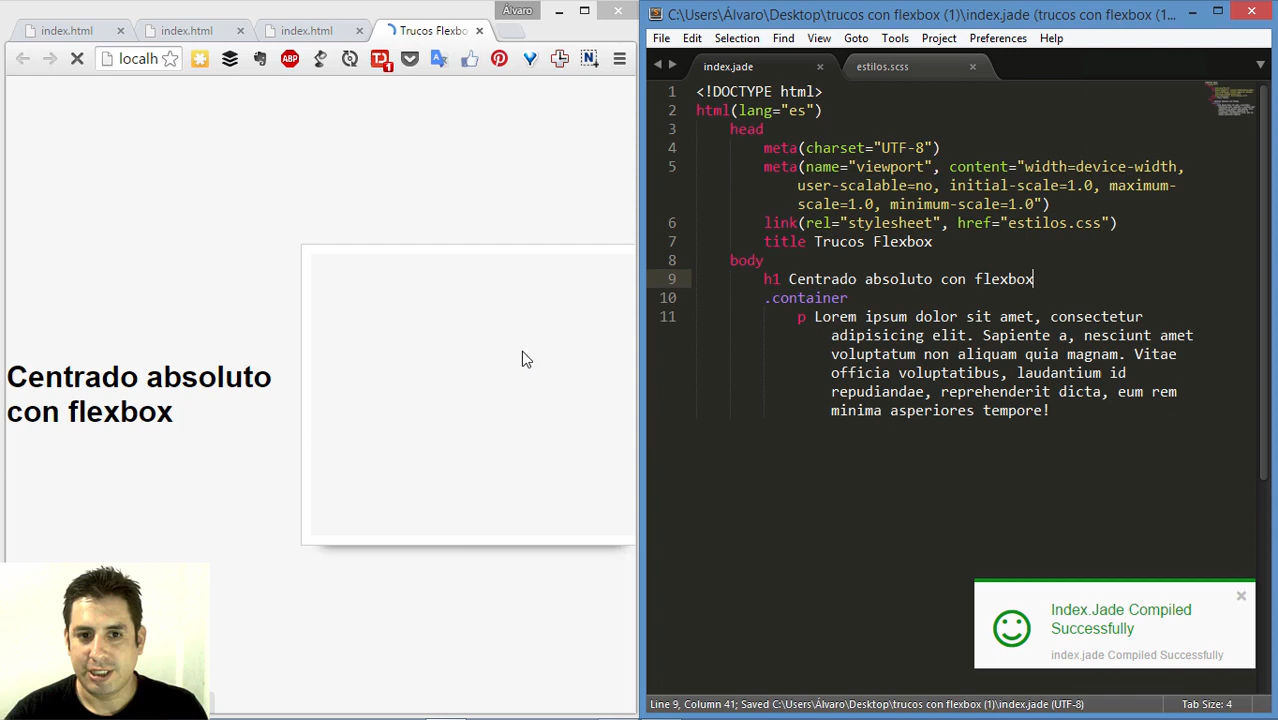 Álvaro
index.html
index.html
index.html
Trucos Flexbo
localh
ABP
1
N
Centrado absoluto
con flexbox
C:\Users\Álvaro\Desktop\trucos con flexbox (1)\index.jade (trucos con flexbox (1...
File Edit Selection Find View Goto Tools Project Preferences Help
index.jade
estilos.scss
1 <!DOCTYPE html>
2 html(lang="es")
3 head
4 meta(charset="UTF-8")
5 meta(name="viewport", content="width=device-width,
user-scalable=no, initial-scale=1.0, maximum-
scale=1.0, minimum-scale=1.0")
6 link(rel="stylesheet", href="estilos.css")
7 title Trucos Flexbox
8 body
9 h1 Centrado absoluto con flexbox
10 .container
11 p Lorem ipsum dolor sit amet, consectetur
adipisicing elit. Sapiente a, nesciunt amet
voluptatum non aliquam quia magnam. Vitae
officia voluptatibus, laudantium id
repudiandae, reprehenderit dicta, eum rem
minima asperiores tempore!
Index.Jade Compiled
Successfully
index.jade Compiled Successfully
Line 9, Column 41; Saved C:\Users\Álvaro\Desktop\trucos con flexbox (1)\index.jade (UTF-8)
Tab Size: 4